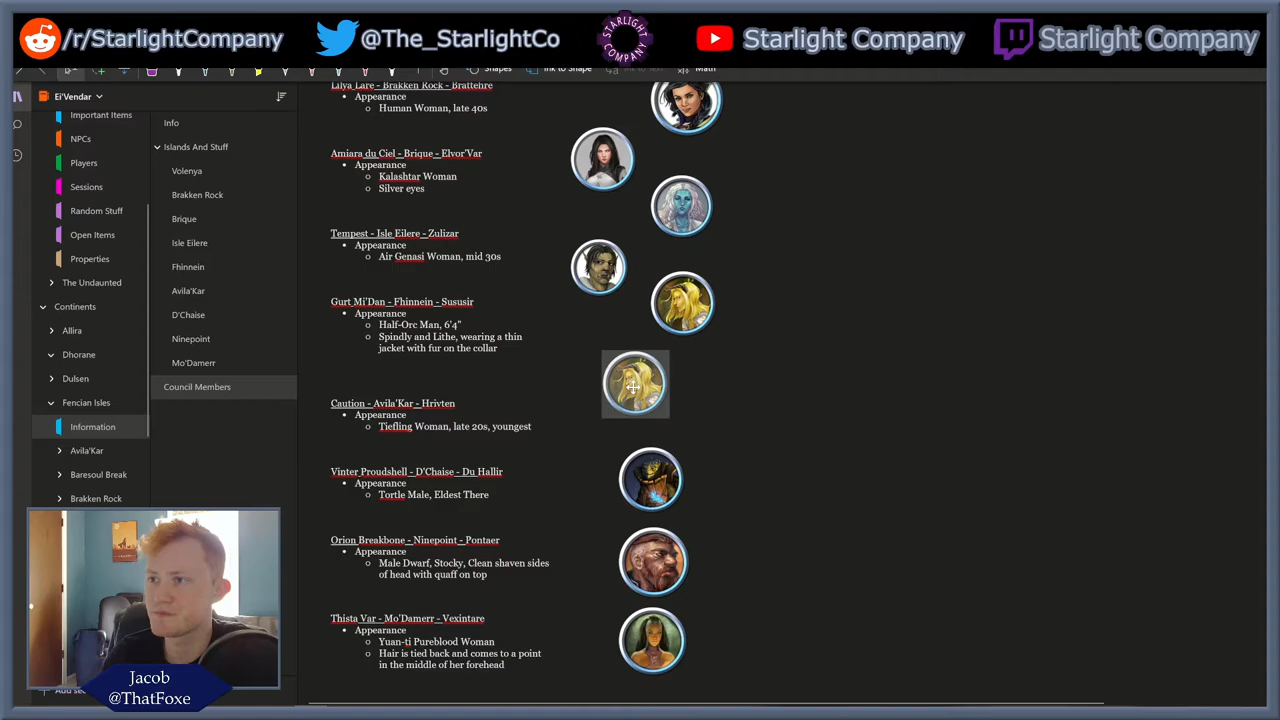 /r/StarlightCompany
@The_StarlightCo
STARLIGHT COMPANY
Starlight Company
Starlight Company
Shapes
Ink to Shape
Ink to Text
Math
Ei'Vendar
Important Items
NPCs
Players
Sessions
Random Stuff
Open Items
Properties
The Undaunted
Continents
Allira
Dhorane
Dulsen
Fencian Isles
Information
Avila'Kar
Baresoul Break
Brakken Rock
Info
Islands And Stuff
Volenya
Brakken Rock
Brique
Isle Eilere
Fhinnein
Avila'Kar
D'Chaise
Ninepoint
Mo'Damerr
Council Members
Lilya Lare - Brakken Rock - Brattehre
• Appearance
○ Human Woman, late 40s
Amiara du Ciel - Brique - Elvor'Var
• Appearance
○ Kalashtar Woman
○ Silver eyes
Tempest - Isle Eilere - Zulizar
• Appearance
○ Air Genasi Woman, mid 30s
Gurt Mi'Dan - Fhinnein - Sususir
• Appearance
○ Half-Orc Man, 6'4"
○ Spindly and Lithe, wearing a thin
jacket with fur on the collar
Caution - Avila'Kar - Hrivten
• Appearance
○ Tiefling Woman, late 20s, youngest
Vinter Proudshell - D'Chaise - Du Hallir
• Appearance
○ Tortle Male, Eldest There
Orion Breakbone - Ninepoint - Pontaer
• Appearance
○ Male Dwarf, Stocky, Clean shaven sides
of head with quaff on top
Thista Var - Mo'Damerr - Vexintare
• Appearance
○ Yuan-ti Pureblood Woman
○ Hair is tied back and comes to a point
in the middle of her forehead
Jacob
@ThatFoxe